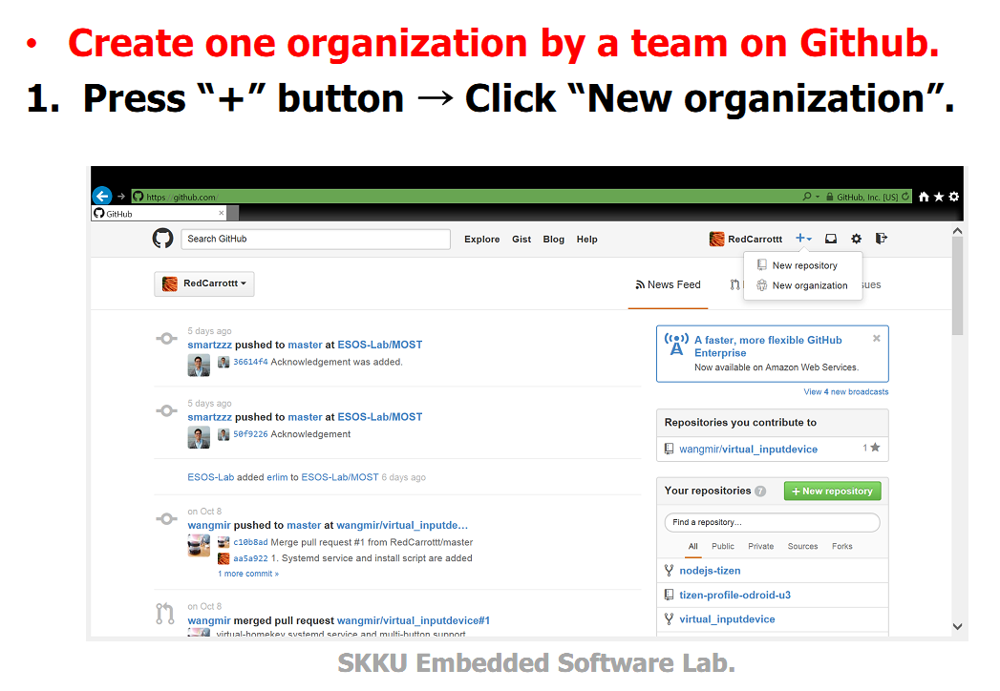 • Create one organization by a team on Github.
1. Press “+” button → Click “New organization”.
https://github.com/
GitHub, Inc. [US]
GitHub
Search GitHub
Explore Gist Blog Help
RedCarrottt
New repository
New organization
RedCarrottt
News Feed
sues
5 days ago
smartzzz pushed to master at ESOS-Lab/MOST
36614f4 Acknowledgement was added.
5 days ago
smartzzz pushed to master at ESOS-Lab/MOST
50f9226 Acknowledgement
ESOS-Lab added erlim to ESOS-Lab/MOST 6 days ago
on Oct 8
wangmir pushed to master at wangmir/virtual_inputde…
c10b8ad Merge pull request #1 from RedCarrottt/master
aa5a922 1. Systemd service and install script are added
1 more commit »
on Oct 8
wangmir merged pull request wangmir/virtual_inputdevice#1
virtual-homekey systemd service and multi-button support
A faster, more flexible GitHub
Enterprise
Now available on Amazon Web Services.
View 4 new broadcasts
Repositories you contribute to
wangmir/virtual_inputdevice 1
Your repositories 7
+ New repository
Find a repository...
All Public Private Sources Forks
nodejs-tizen
tizen-profile-odroid-u3
virtual_inputdevice
SKKU Embedded Software Lab.